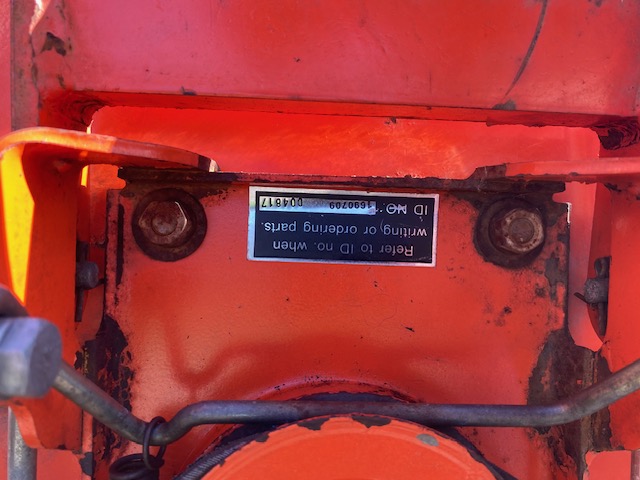 Refer to ID no. when
writing or ordering parts.
ID NO. 1690709 004817